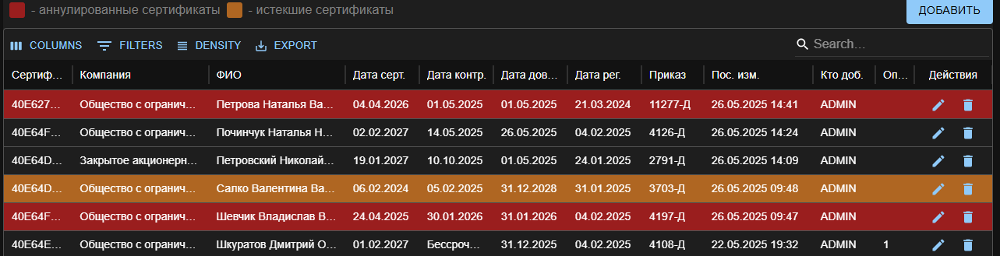 - аннулированные сертификаты - истекшие сертификаты
ДОБАВИТЬ
COLUMNS FILTERS DENSITY EXPORT Search...
Сертиф... Компания ФИО Дата серт. Дата контр. Дата дов... Дата рег. Приказ Пос. изм. Кто доб. Оп... Действия
40E627... Общество с огранич... Петрова Наталья Ва... 04.04.2026 01.05.2025 01.05.2025 21.03.2024 11277-Д 26.05.2025 14:41 ADMIN
40E64F... Общество с огранич... Починчук Наталья Н... 02.02.2027 14.05.2025 26.05.2025 04.02.2025 4126-Д 26.05.2025 14:24 ADMIN
40E64D... Закрытое акционерн... Петровский Николай... 19.01.2027 10.10.2025 01.05.2025 24.01.2025 2791-Д 26.05.2025 14:09 ADMIN
40E64D... Общество с огранич... Салко Валентина Ва... 06.02.2024 05.02.2025 31.12.2028 31.01.2025 3703-Д 26.05.2025 09:48 ADMIN
40E64F... Общество с огранич... Шевчик Владислав В... 24.04.2025 30.01.2026 31.01.2026 04.02.2025 4197-Д 26.05.2025 09:47 ADMIN
40E64E... Общество с огранич... Шкуратов Дмитрий О... 01.02.2027 Бессроч... 31.12.2025 04.02.2025 4108-Д 22.05.2025 19:32 ADMIN 1